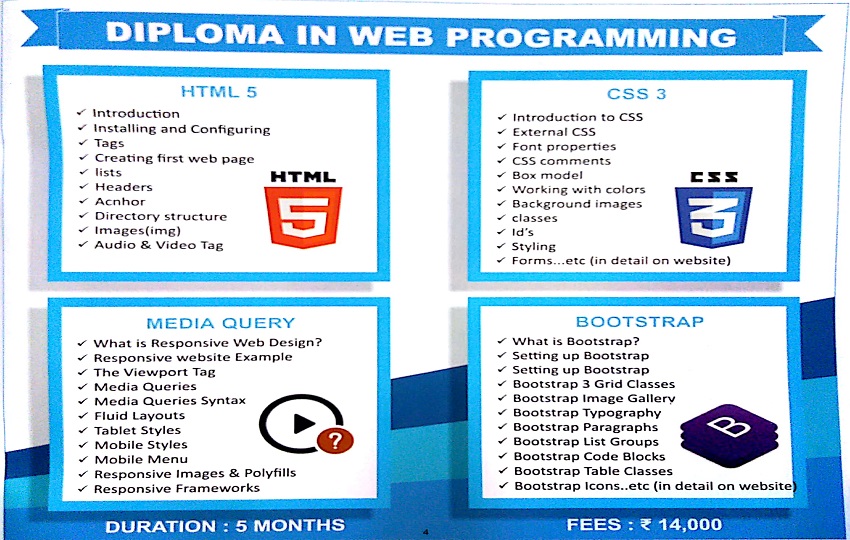 DIPLOMA IN WEB PROGRAMMING
HTML 5
✓ Introduction
✓ Installing and Configuring
✓ Tags
✓ Creating first web page
✓ lists
✓ Headers
✓ Acnhor
✓ Directory structure
✓ Images(img)
✓ Audio & Video Tag
HTML
5
CSS 3
✓ Introduction to CSS
✓ External CSS
✓ Font properties
✓ CSS comments
✓ Box model
✓ Working with colors
✓ Background images
✓ classes
✓ Id's
✓ Styling
✓ Forms...etc (in detail on website)
CSS
3
MEDIA QUERY
✓ What is Responsive Web Design?
✓ Responsive website Example
✓ The Viewport Tag
✓ Media Queries
✓ Media Queries Syntax
✓ Fluid Layouts
✓ Tablet Styles
✓ Mobile Styles
✓ Mobile Menu
✓ Responsive Images & Polyfills
✓ Responsive Frameworks
?
BOOTSTRAP
✓ What is Bootstrap?
✓ Setting up Bootstrap
✓ Setting up Bootstrap
✓ Bootstrap 3 Grid Classes
✓ Bootstrap Image Gallery
✓ Bootstrap Typography
✓ Bootstrap Paragraphs
✓ Bootstrap List Groups
✓ Bootstrap Code Blocks
✓ Bootstrap Table Classes
✓ Bootstrap Icons..etc (in detail on website)
B
DURATION : 5 MONTHS
4
FEES : ₹ 14,000